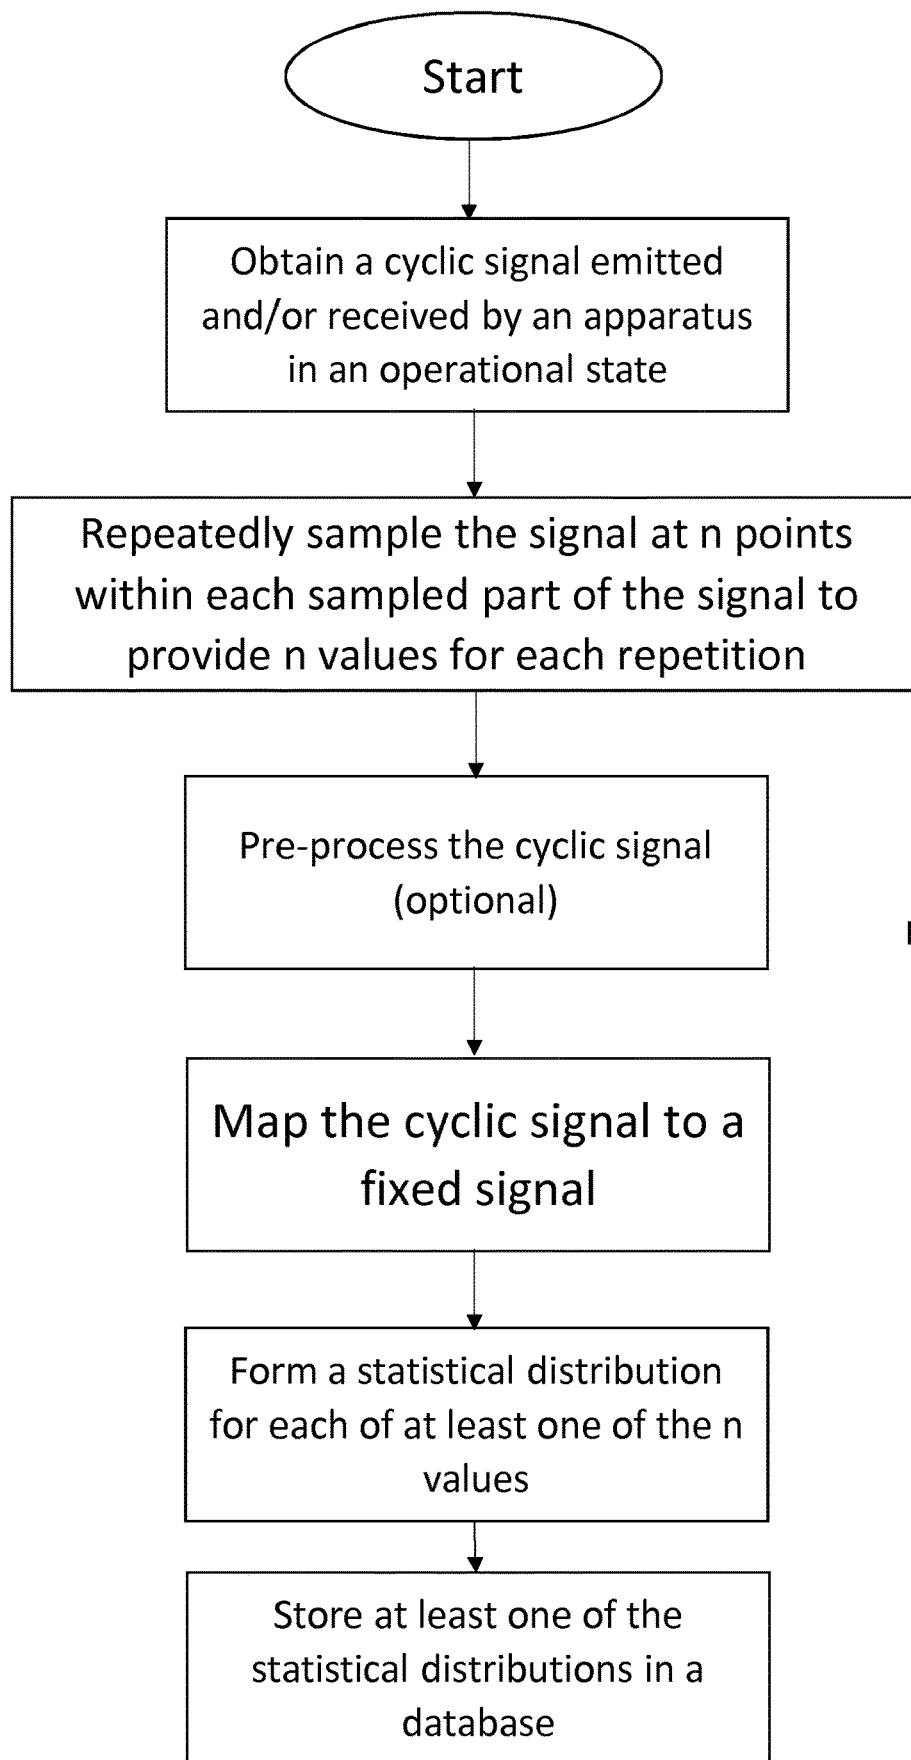 Start
Obtain a cyclic signal emitted
and/or received by an apparatus
in an operational state
Repeatedly sample the signal at n points
within each sampled part of the signal to
provide n values for each repetition
Pre-process the cyclic signal
(optional)
Map the cyclic signal to a
fixed signal
Form a statistical distribution
for each of at least one of the n
values
Store at least one of the
statistical distributions in a
database